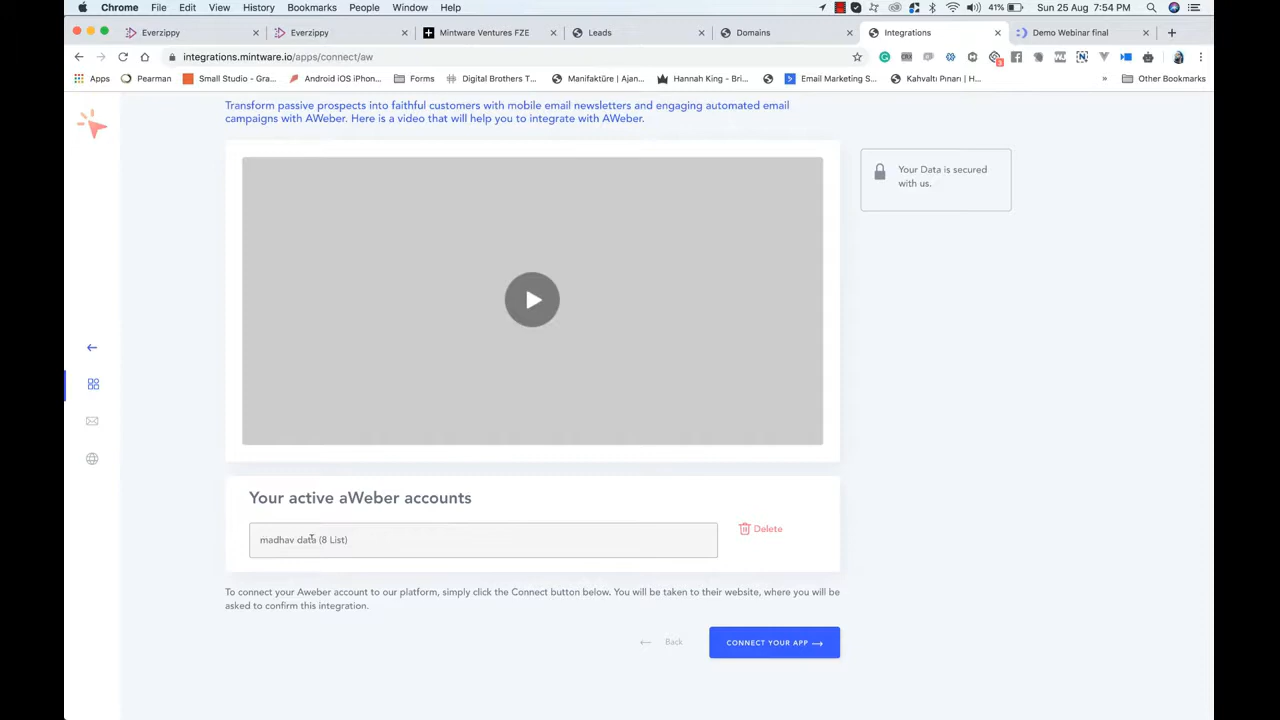 Chrome File Edit View History Bookmarks People Window Help 41% Sun 25 Aug 7:54 PM
Everzippy Everzippy Mintware Ventures FZE Leads Domains Integrations Demo Webinar final
integrations.mintware.io/apps/connect/aw
Apps Pearman Small Studio - Gra... Android iOS iPhon... Forms Digital Brothers T... Manifaktüre | Ajan... Hannah King - Bri... Email Marketing S... Kahvaltı Pınarı | H... » Other Bookmarks
Transform passive prospects into faithful customers with mobile email newsletters and engaging automated email
campaigns with AWeber. Here is a video that will help you to integrate with AWeber.
Your Data is secured
with us.
Your active aWeber accounts
madhav data (8 List)
Delete
To connect your Aweber account to our platform, simply click the Connect button below. You will be taken to their website, where you will be
asked to confirm this integration.
Back
CONNECT YOUR APP